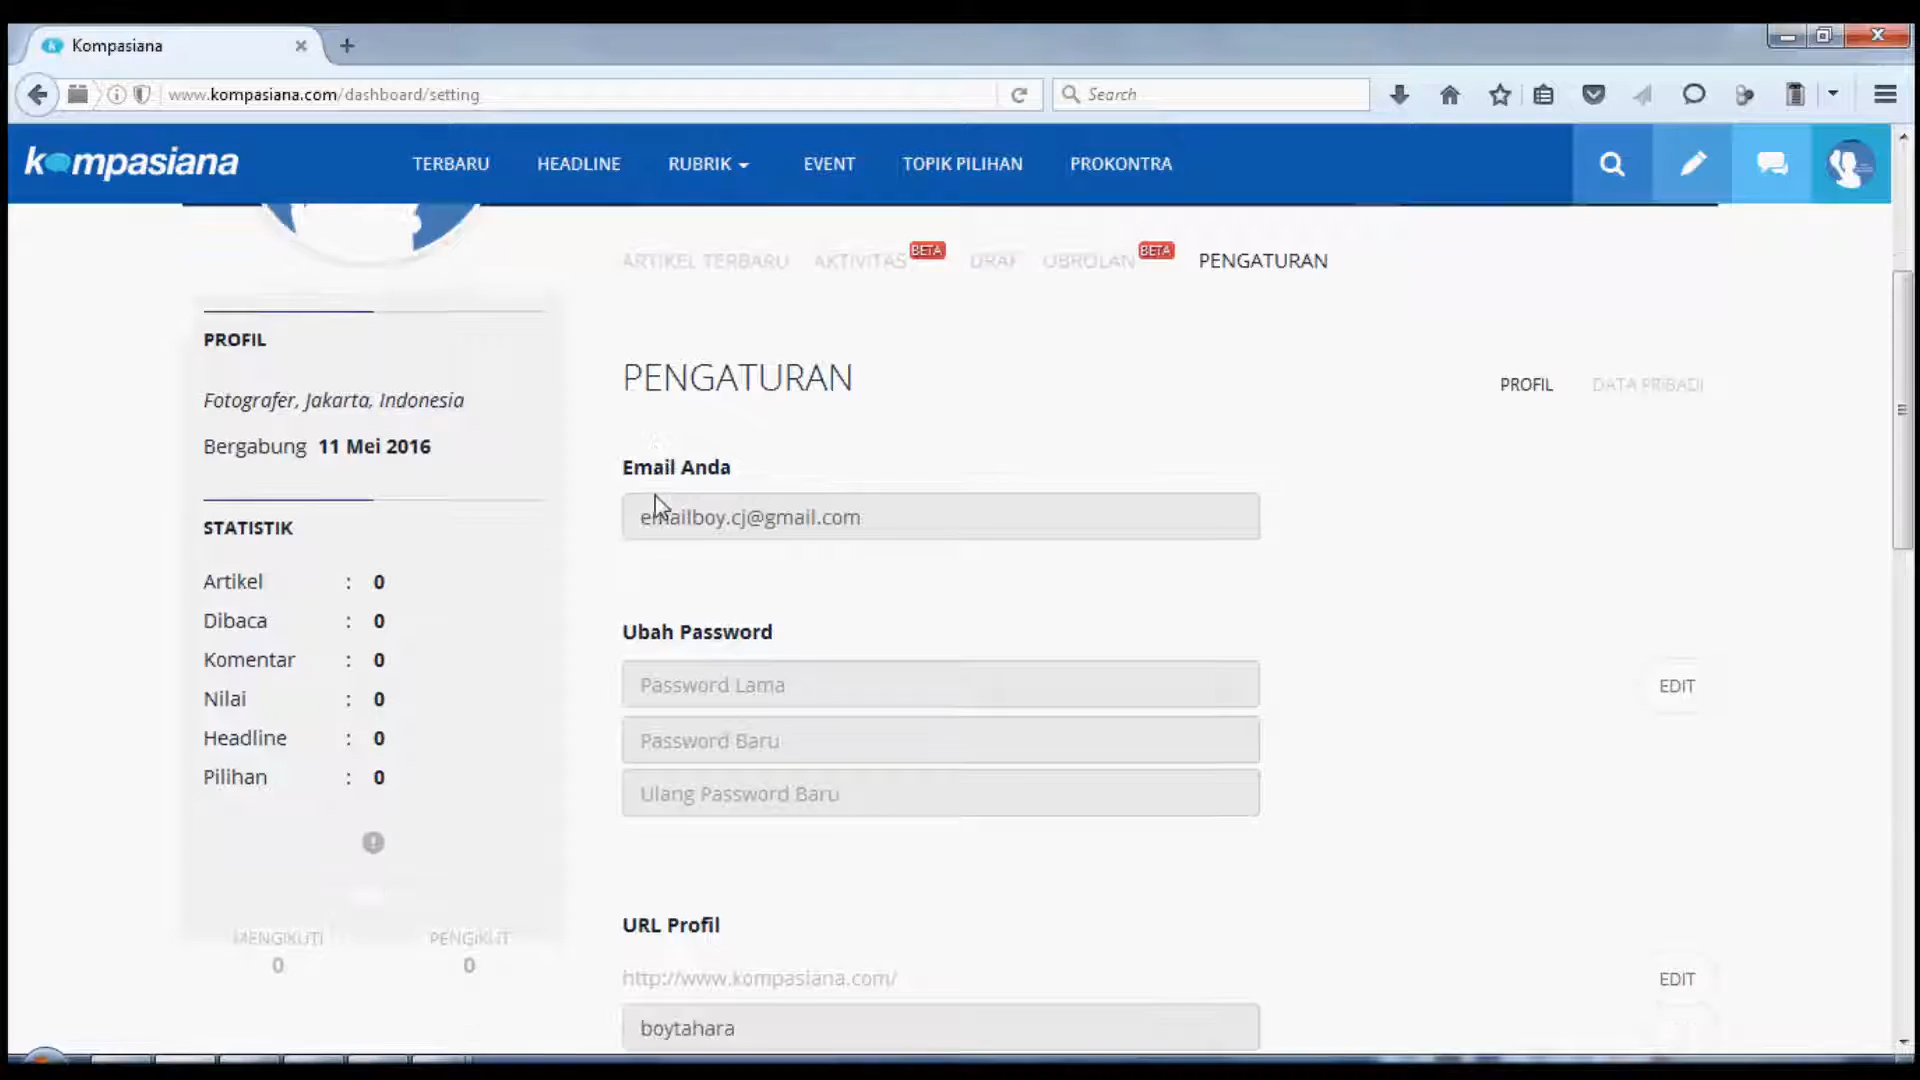 Kompasiana
www.kompasiana.com/dashboard/setting
Search
kompasiana
TERBARU HEADLINE RUBRIK EVENT TOPIK PILIHAN PROKONTRA
ARTIKEL TERBARU AKTIVITAS BETA DRAF OBROLAN BETA PENGATURAN
PROFIL
Fotografer, Jakarta, Indonesia
Bergabung 11 Mei 2016
STATISTIK
Artikel : 0
Dibaca : 0
Komentar : 0
Nilai : 0
Headline : 0
Pilihan : 0
MENGIKUTI PENGIKUT
0 0
PENGATURAN
PROFIL DATA PRIBADI
Email Anda
emailboy.cj@gmail.com
Ubah Password
Password Lama
EDIT
Password Baru
Ulang Password Baru
URL Profil
http://www.kompasiana.com/
EDIT
boytahara